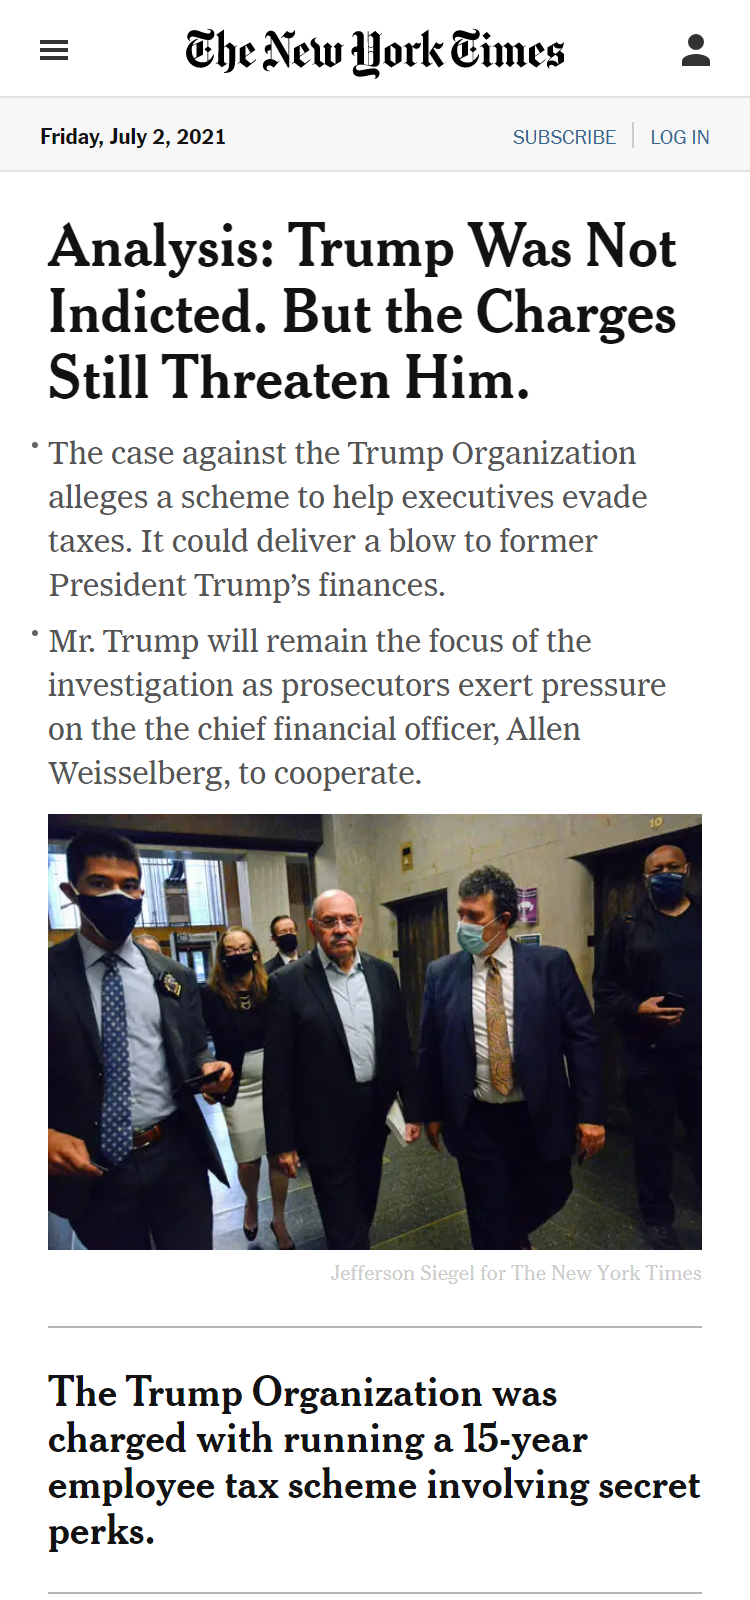 The New York Times
Friday, July 2, 2021
SUBSCRIBE
LOG IN
Analysis: Trump Was Not
Indicted. But the Charges
Still Threaten Him.
• The case against the Trump Organization
alleges a scheme to help executives evade
taxes. It could deliver a blow to former
President Trump’s finances.
• Mr. Trump will remain the focus of the
investigation as prosecutors exert pressure
on the the chief financial officer, Allen
Weisselberg, to cooperate.
10
Jefferson Siegel for The New York Times
The Trump Organization was
charged with running a 15-year
employee tax scheme involving secret
perks.